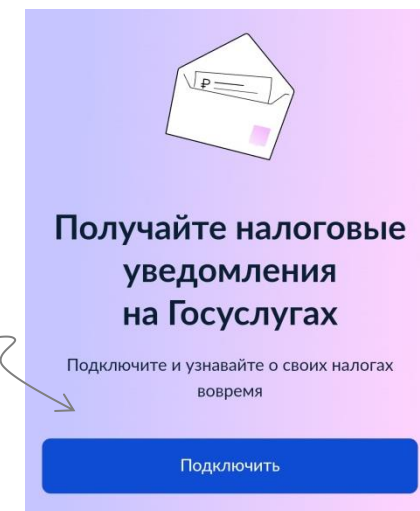 ₽
Получайте налоговые
уведомления
на Госуслугах
Подключите и узнавайте о своих налогах
вовремя
Подключить